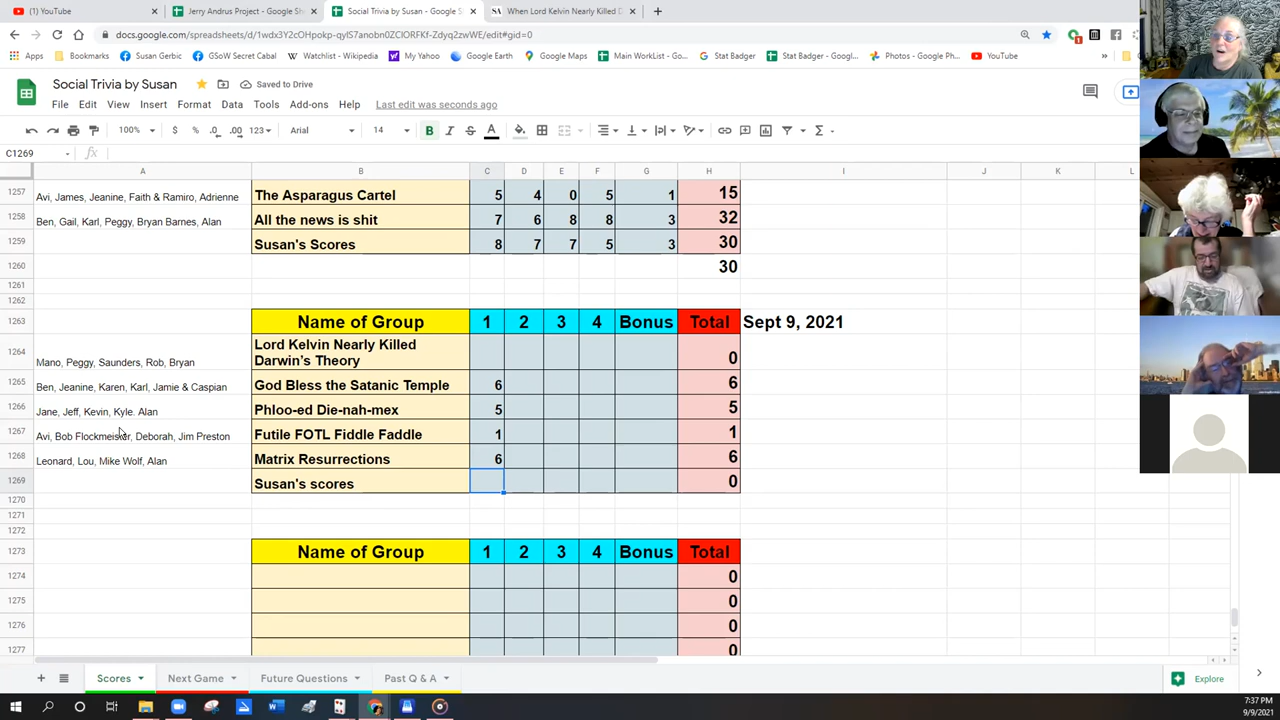 (1) YouTube
Jerry Andrus Project - Google Sh
Social Trivia by Susan - Google S
SA When Lord Kelvin Nearly Killed D
docs.google.com/spreadsheets/d/1wdx3Y2cOHpokp-qyIS7anobn0ZCIORFKf-Zdyq2zwWE/edit#gid=0
Apps Bookmarks Susan Gerbic GSoW Secret Cabal Watchlist - Wikipedia My Yahoo Google Earth Project Main Main WorkList - Go... Stat Badger Stat Badger - Googl... Photos - Google Ph... YouTube
Social Trivia by Susan Saved to Drive
File Edit View Insert Format Data Tools Add-ons Help Last edit was seconds ago
100% $ % .0 .00 123 Arial 14 B I S A
C1269 fx
A B C D E F G H I J K L
1257 Avi, James, Jeanine, Faith & Ramiro, Adrienne The Asparagus Cartel 5 4 0 5 1 15
1258 Ben, Gail, Karl, Peggy, Bryan Barnes, Alan All the news is shit 7 6 8 8 3 32
1259 Susan's Scores 8 7 7 5 3 30
1260 30
1261
1262
1263 Name of Group 1 2 3 4 Bonus Total Sept 9, 2021
1264 Mano, Peggy, Saunders, Rob, Bryan Lord Kelvin Nearly Killed
Darwin's Theory 0
1265 Ben, Jeanine, Karen, Karl, Jamie & Caspian God Bless the Satanic Temple 6 6
1266 Jane, Jeff, Kevin, Kyle. Alan Phloo-ed Die-nah-mex 5 5
1267 Avi, Bob Flockmeister, Deborah, Jim Preston Futile FOTL Fiddle Faddle 1 1
1268 Leonard, Lou, Mike Wolf, Alan Matrix Resurrections 6 6
1269 Susan's scores 0
1270
1271
1272
1273 Name of Group 1 2 3 4 Bonus Total
1274 0
1275 0
1276 0
1277 0
Scores Next Game Future Questions Past Q & A Explore
7:37 PM
9/9/2021